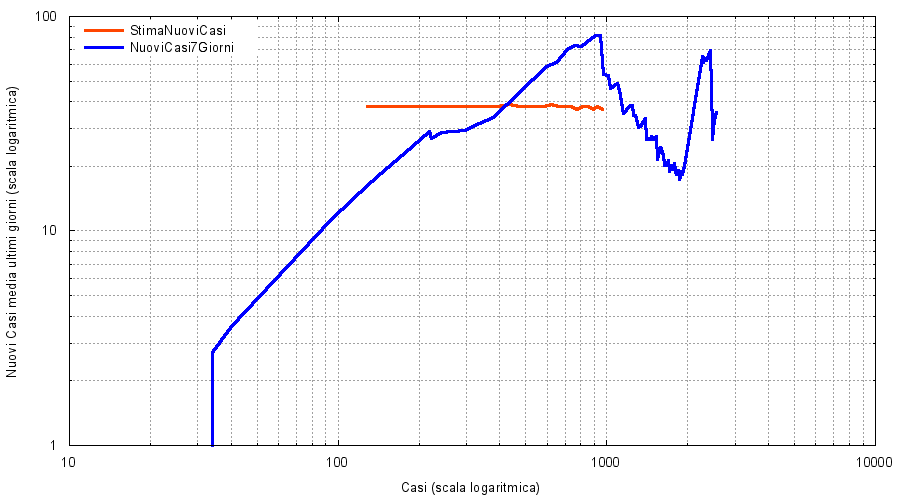 100
StimaNuoviCasi
NuoviCasi7Giorni
Nuovi Casi media ultimi giorni (scala logaritmica)
10
1
10
100
1000
10000
Casi (scala logaritmica)